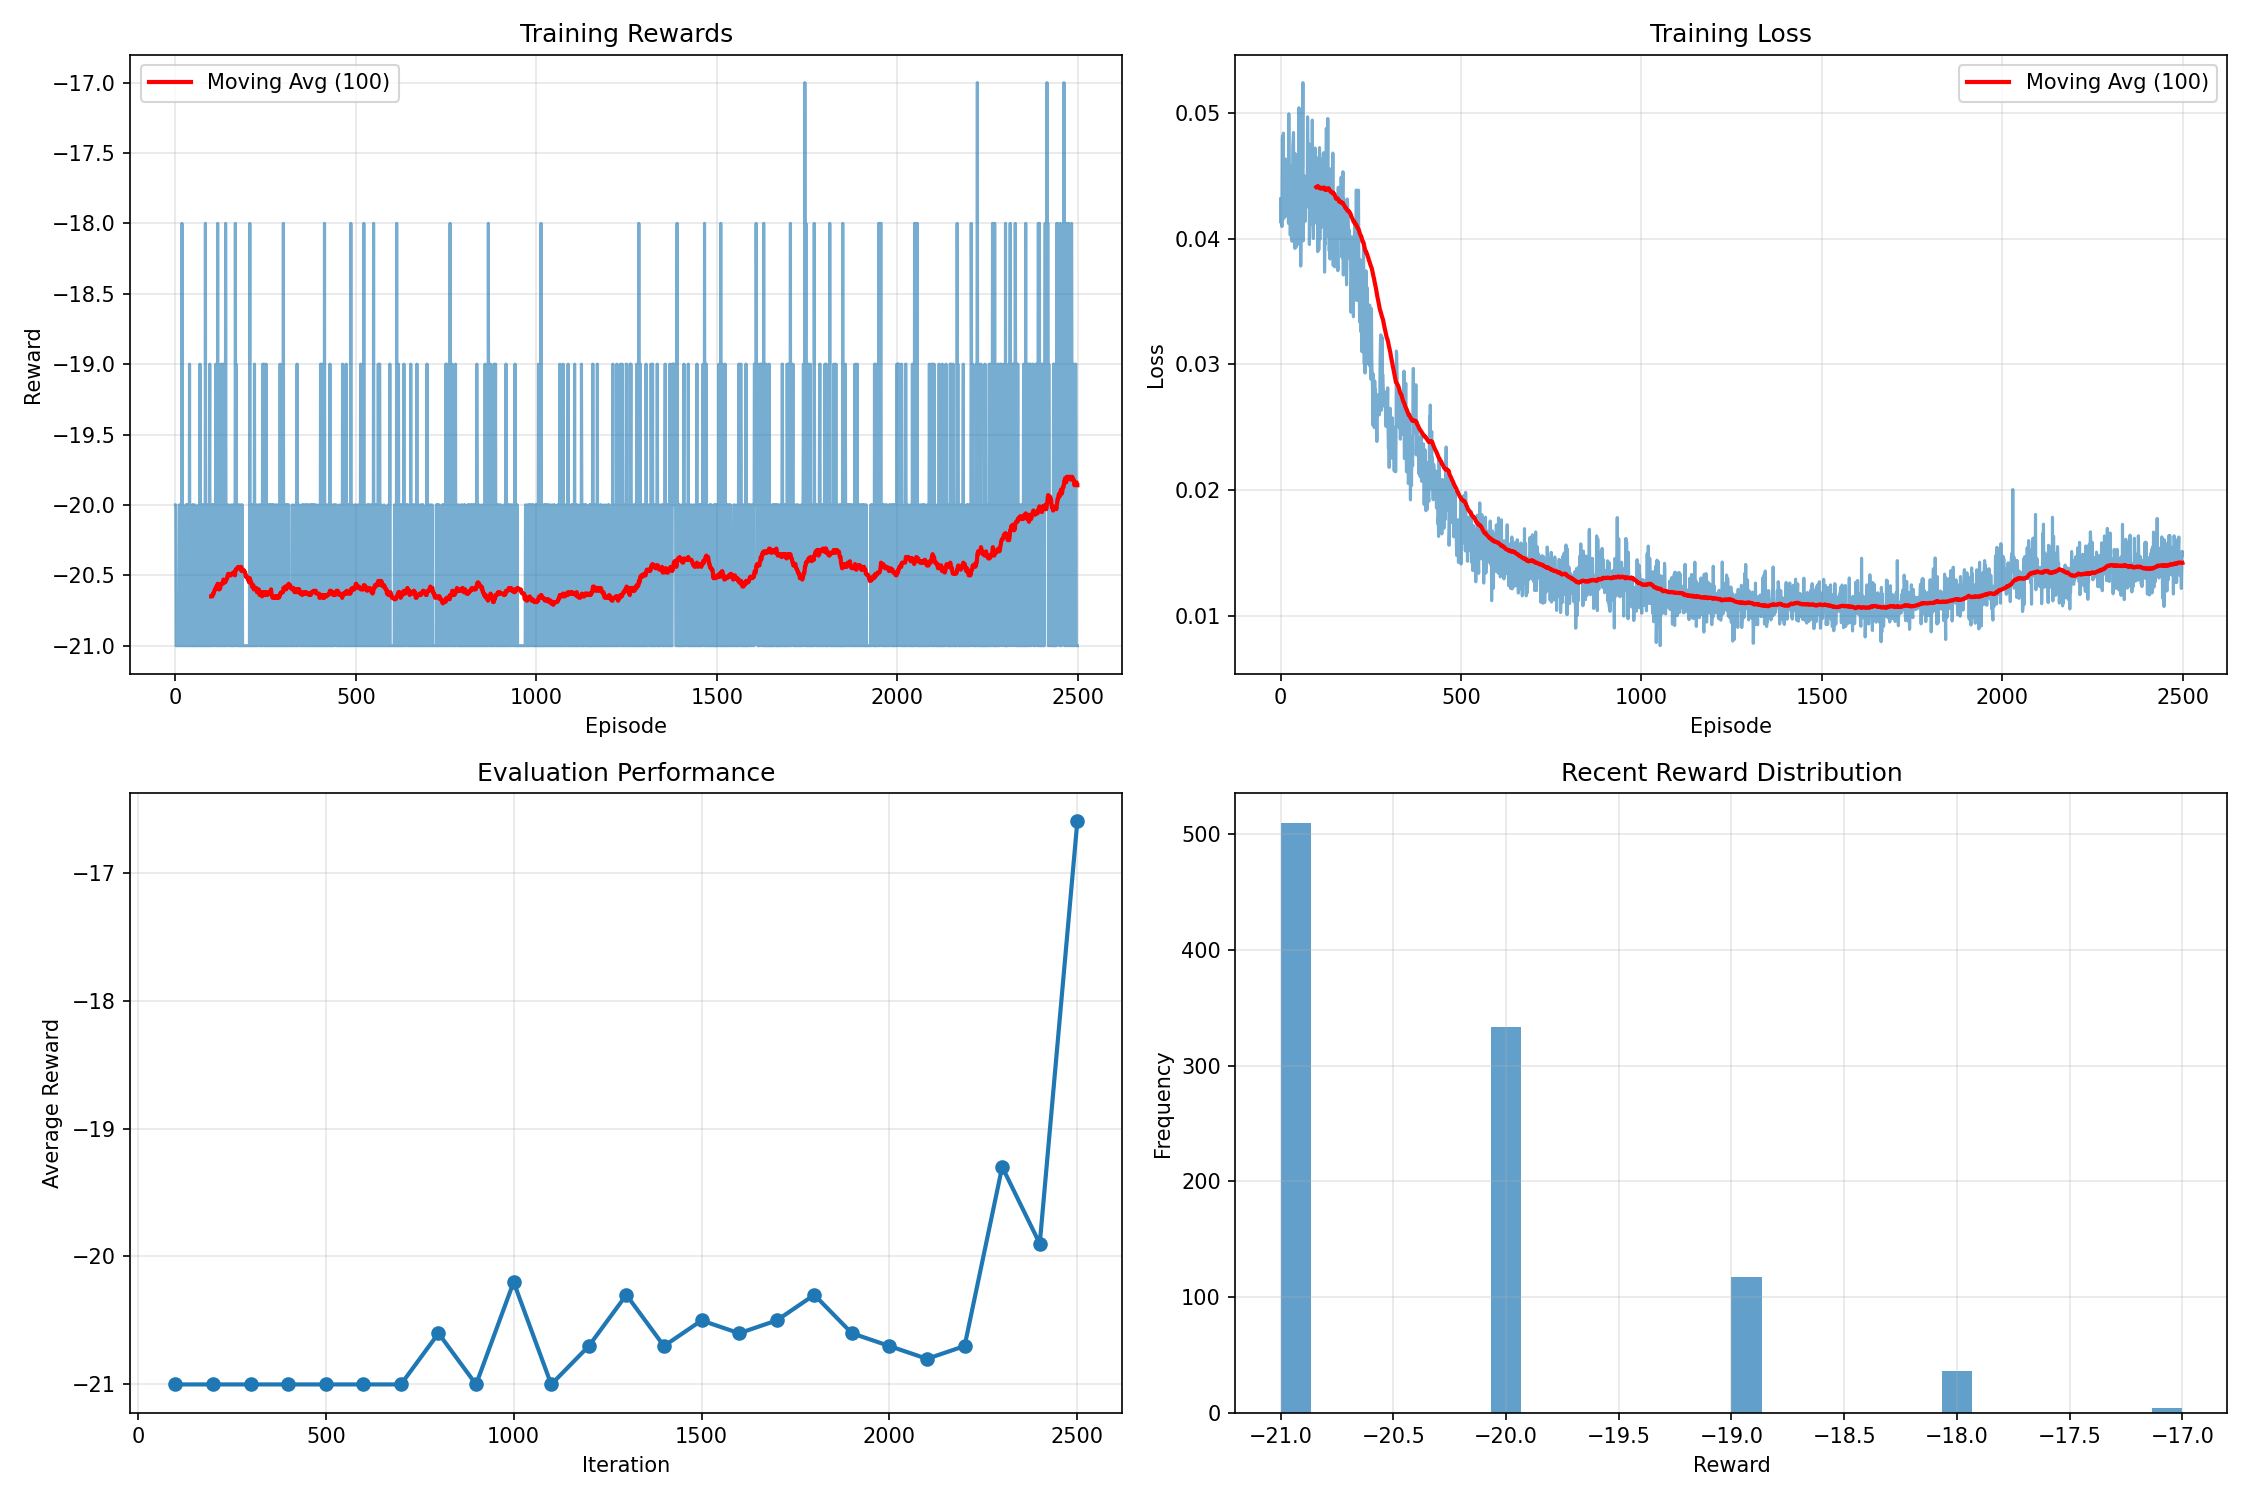 Training Rewards
Moving Avg (100)
−17.0
−17.5
−18.0
−18.5
−19.0
−19.5
−20.0
−20.5
−21.0
Reward
0 500 1000 1500 2000 2500
Episode
Training Loss
Moving Avg (100)
0.05
0.04
0.03
0.02
0.01
Loss
0 500 1000 1500 2000 2500
Episode
Evaluation Performance
−17
−18
−19
−20
−21
Average Reward
0 500 1000 1500 2000 2500
Iteration
Recent Reward Distribution
500
400
300
200
100
0
Frequency
−21.0 −20.5 −20.0 −19.5 −19.0 −18.5 −18.0 −17.5 −17.0
Reward